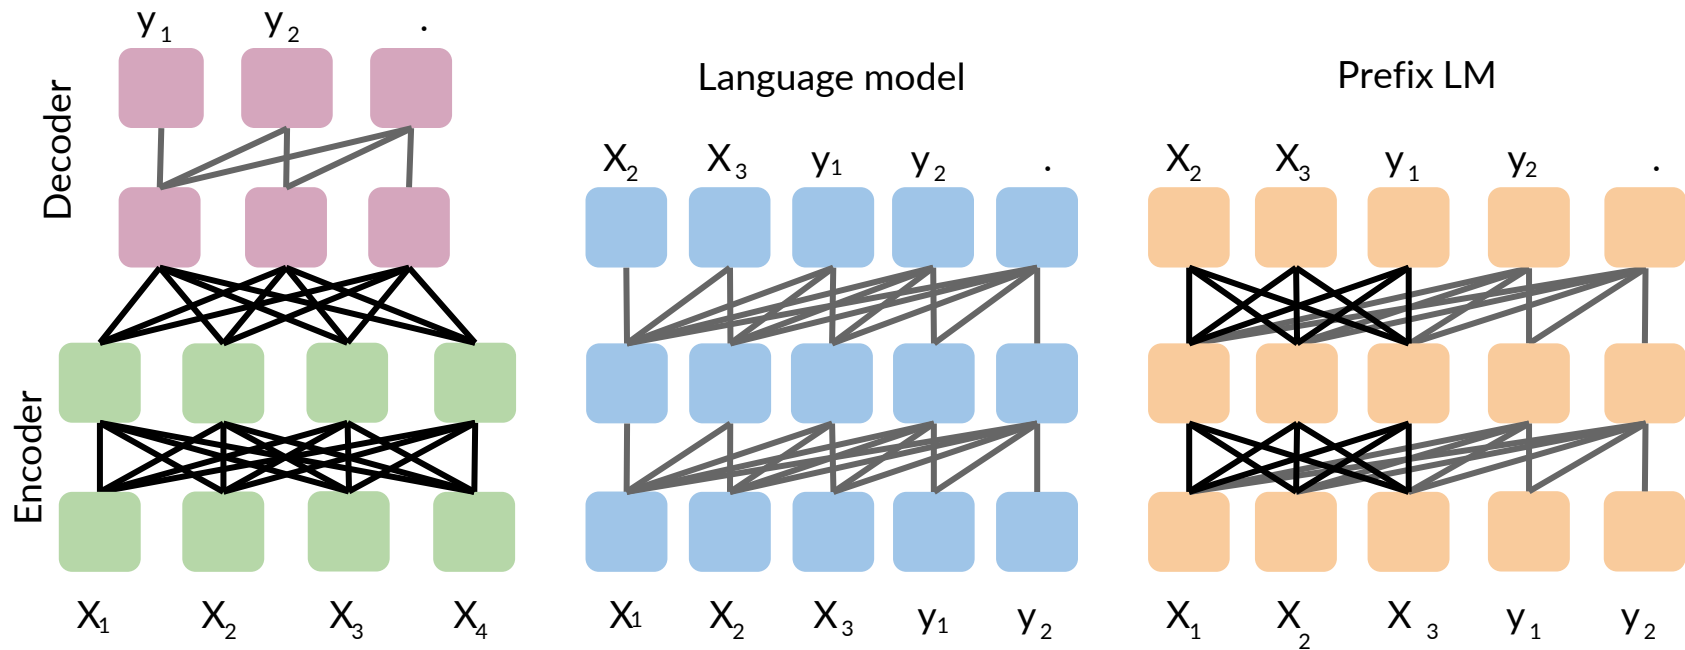 y₁ y₂ .
Decoder
Encoder
X₁ X₂ X₃ X₄
Language model
X₂ X₃ y₁ y₂ .
X₁ X₂ X₃ y₁ y₂
Prefix LM
X₂ X₃ y₁ y₂ .
X₁ X₂ X₃ y₁ y₂